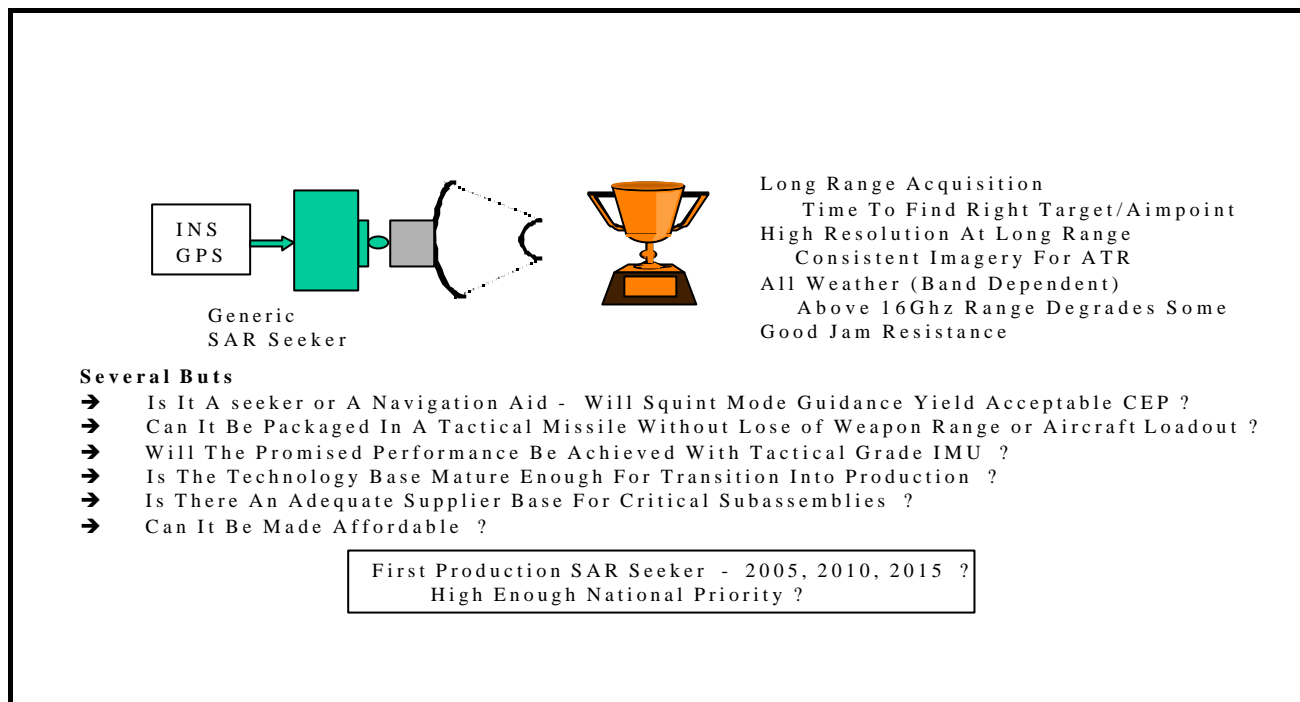 INS
GPS
Generic
SAR Seeker
Long Range Acquisition
Time To Find Right Target/Aimpoint
High Resolution At Long Range
Consistent Imagery For ATR
All Weather (Band Dependent)
Above 16Ghz Range Degrades Some
Good Jam Resistance
Several Buts
➔ Is It A seeker or A Navigation Aid - Will Squint Mode Guidance Yield Acceptable CEP ?
➔ Can It Be Packaged In A Tactical Missile Without Lose of Weapon Range or Aircraft Loadout ?
➔ Will The Promised Performance Be Achieved With Tactical Grade IMU ?
➔ Is The Technology Base Mature Enough For Transition Into Production ?
➔ Is There An Adequate Supplier Base For Critical Subassemblies ?
➔ Can It Be Made Affordable ?
First Production SAR Seeker - 2005, 2010, 2015 ?
High Enough National Priority ?